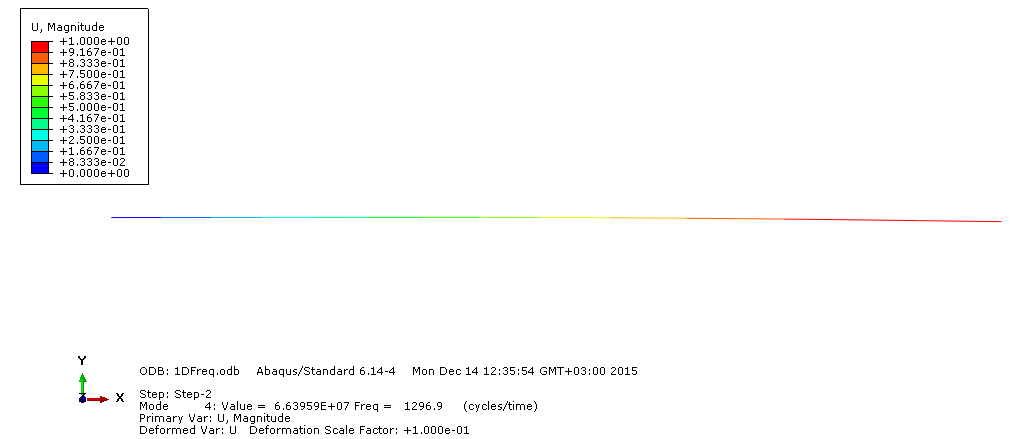 U, Magnitude
+1.000e+00
+9.167e-01
+8.333e-01
+7.500e-01
+6.667e-01
+5.833e-01
+5.000e-01
+4.167e-01
+3.333e-01
+2.500e-01
+1.667e-01
+8.333e-02
+0.000e+00
Y
X
ODB: 1DFreq.odb Abaqus/Standard 6.14-4 Mon Dec 14 12:35:54 GMT+03:00 2015
Step: Step-2
Mode 4: Value = 6.63959E+07 Freq = 1296.9 (cycles/time)
Primary Var: U, Magnitude
Deformed Var: U Deformation Scale Factor: +1.000e-01